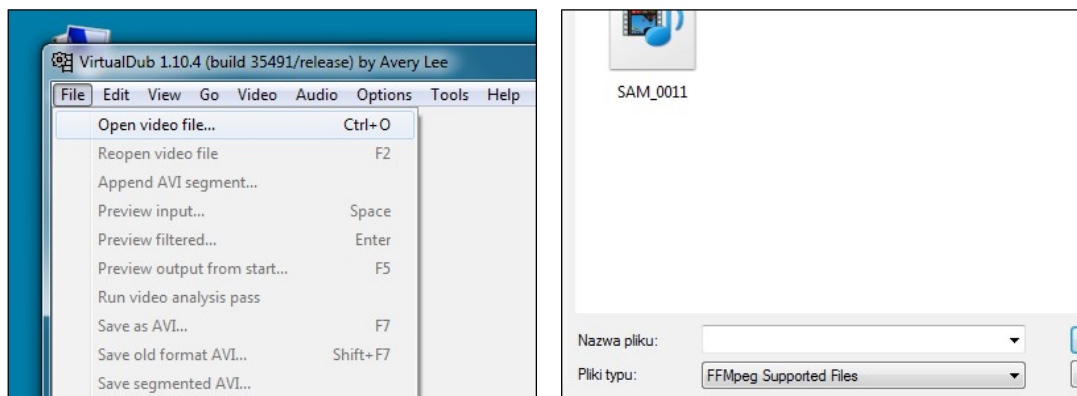 VirtualDub 1.10.4 (build 35491/release) by Avery Lee
File Edit View Go Video Audio Options Tools Help
Open video file... Ctrl+O
Reopen video file F2
Append AVI segment...
Preview input... Space
Preview filtered... Enter
Preview output from start... F5
Run video analysis pass
Save as AVI... F7
Save old format AVI... Shift+F7
Save segmented AVI...
SAM_0011
Nazwa pliku:
Pliki typu: FFMpeg Supported Files